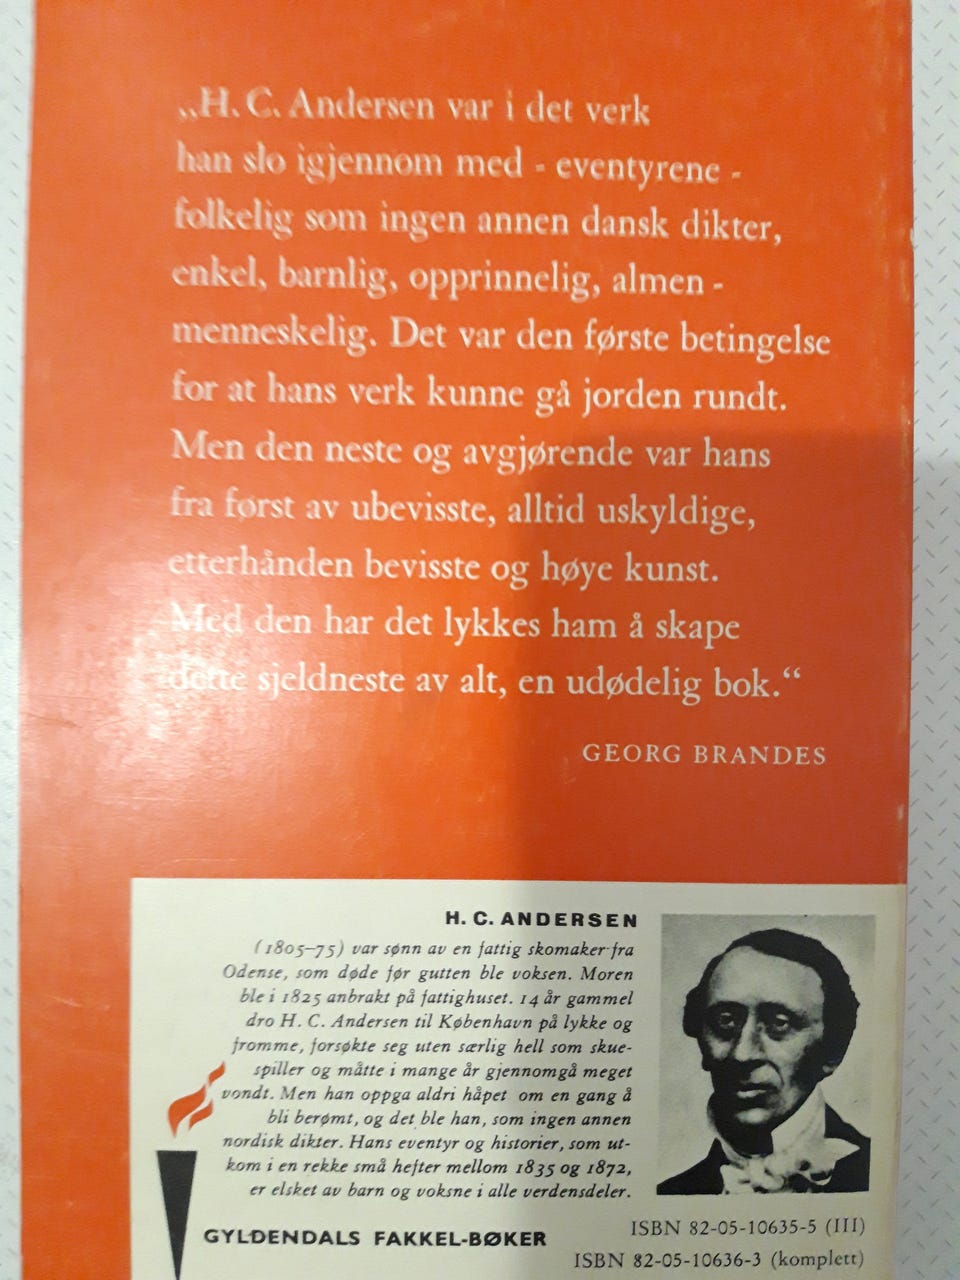 „H. C. Andersen var i det verk
han slo igjennom med - eventyrene -
folkelig som ingen annen dansk dikter,
enkel, barnlig, opprinnelig, almen-
menneskelig. Det var den første betingelse
for at hans verk kunne gå jorden rundt.
Men den neste og avgjørende var hans
fra først av ubevisste, alltid uskyldige,
etterhånden bevisste og høye kunst.
Med den har det lykkes ham å skape
dette sjeldneste av alt, en udødelig bok.“
GEORG BRANDES
H. C. ANDERSEN
(1805–75) var sønn av en fattig skomaker fra
Odense, som døde før gutten ble voksen. Moren
ble i 1825 anbrakt på fattighuset. 14 år gammel
dro H. C. Andersen til København på lykke og
fromme, forsøkte seg uten særlig hell som skue-
spiller og måtte i mange år gjennomgå meget
vondt. Men han oppga aldri håpet om en gang å
bli berømt, og det ble han, som ingen annen
nordisk dikter. Hans eventyr og historier, som ut-
kom i en rekke små hefter mellom 1835 og 1872,
er elsket av barn og voksne i alle verdensdeler.
GYLDENDALS FAKKEL-BØKER
ISBN 82-05-10635-5 (III)
ISBN 82-05-10636-3 (komplett)